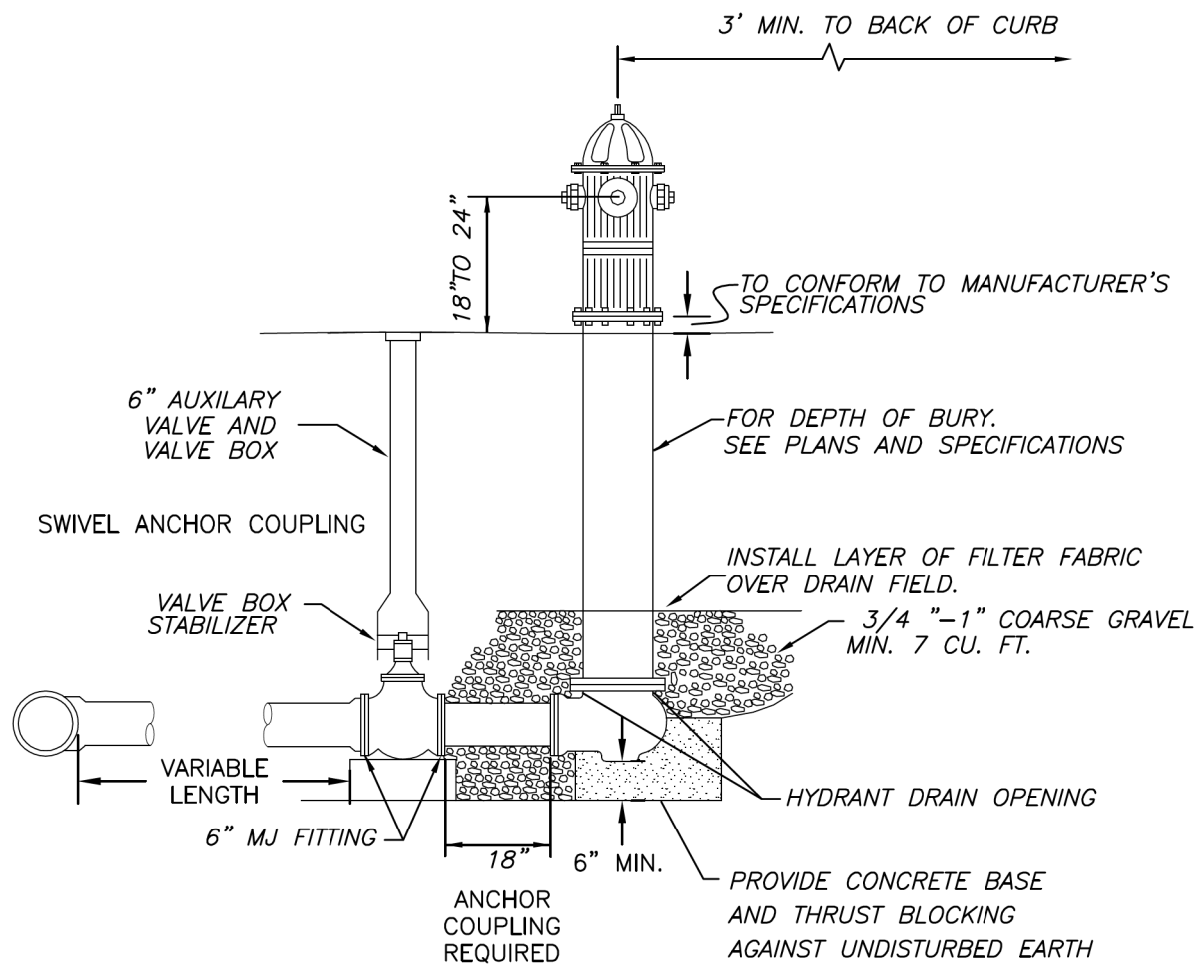 3' MIN. TO BACK OF CURB
18" TO 24"
TO CONFORM TO MANUFACTURER'S
SPECIFICATIONS
6" AUXILARY
VALVE AND
VALVE BOX
FOR DEPTH OF BURY.
SEE PLANS AND SPECIFICATIONS
SWIVEL ANCHOR COUPLING
INSTALL LAYER OF FILTER FABRIC
OVER DRAIN FIELD.
VALVE BOX
STABILIZER
3/4 "-1" COARSE GRAVEL
MIN. 7 CU. FT.
VARIABLE
LENGTH
HYDRANT DRAIN OPENING
6" MJ FITTING
18"
6" MIN.
ANCHOR
COUPLING
REQUIRED
PROVIDE CONCRETE BASE
AND THRUST BLOCKING
AGAINST UNDISTURBED EARTH